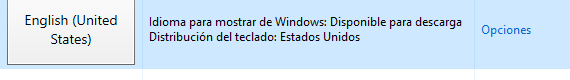 English (United
States)
Idioma para mostrar de Windows: Disponible para descarga
Distribución del teclado: Estados Unidos
Opciones